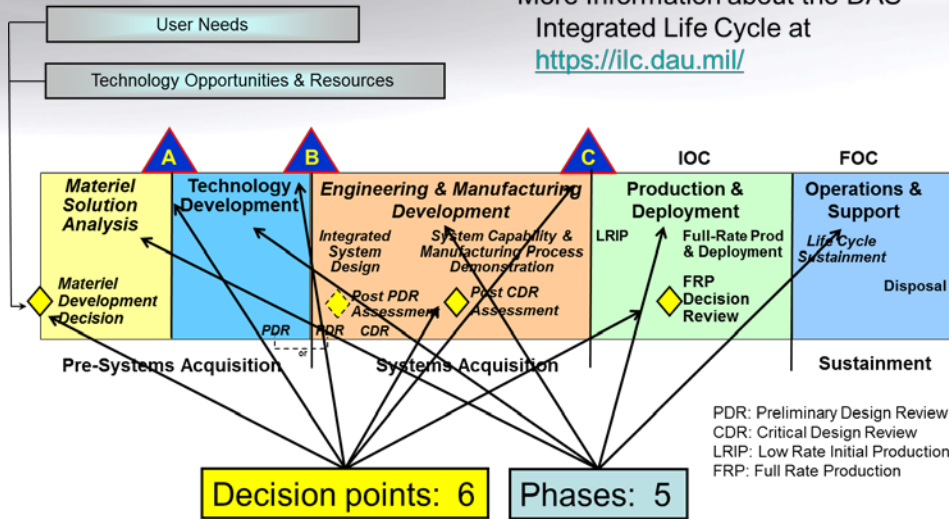 More Information about the DAS
Integrated Life Cycle at
https://ilc.dau.mil/
User Needs
Technology Opportunities & Resources
A
B
C
IOC
FOC
Materiel
Solution
Analysis
Technology
Development
Engineering & Manufacturing
Development
Production &
Deployment
Operations &
Support
Integrated
System
Design
System Capability &
Manufacturing Process
Demonstration
LRIP
Full-Rate Prod
& Deployment
Life Cycle
Sustainment
Disposal
Materiel
Development
Decision
Post PDR
Assessment
Post CDR
Assessment
FRP
Decision
Review
PDR
PDR
CDR
or
Pre-Systems Acquisition
Systems Acquisition
Sustainment
PDR: Preliminary Design Review
CDR: Critical Design Review
LRIP: Low Rate Initial Production
FRP: Full Rate Production
Decision points: 6
Phases: 5